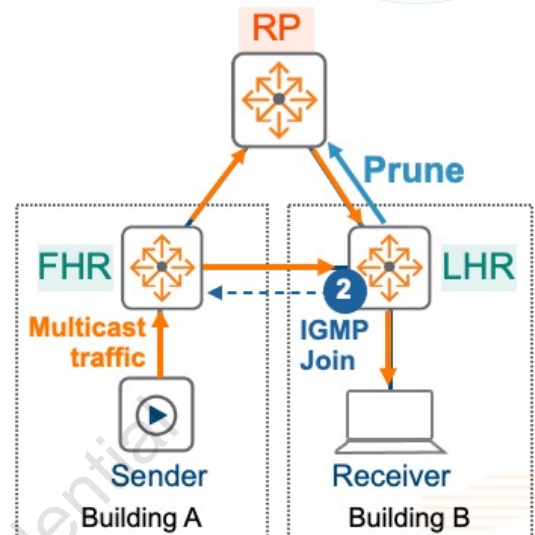 RP
Prune
FHR
LHR
2
Multicast
traffic
IGMP
Join
Sender
Receiver
Building A
Building B